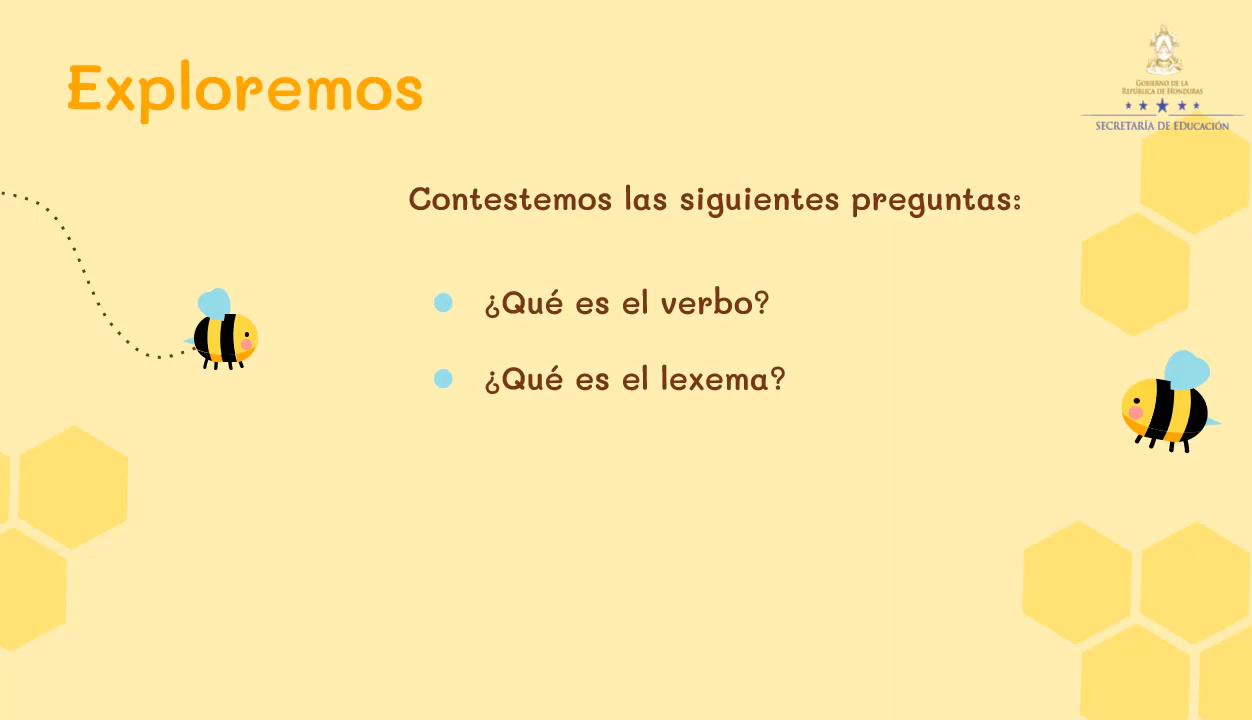 Exploremos
GOBIERNO DE LA
REPÚBLICA DE HONDURAS
SECRETARÍA DE EDUCACIÓN
Contestemos las siguientes preguntas:
¿Qué es el verbo?
¿Qué es el lexema?